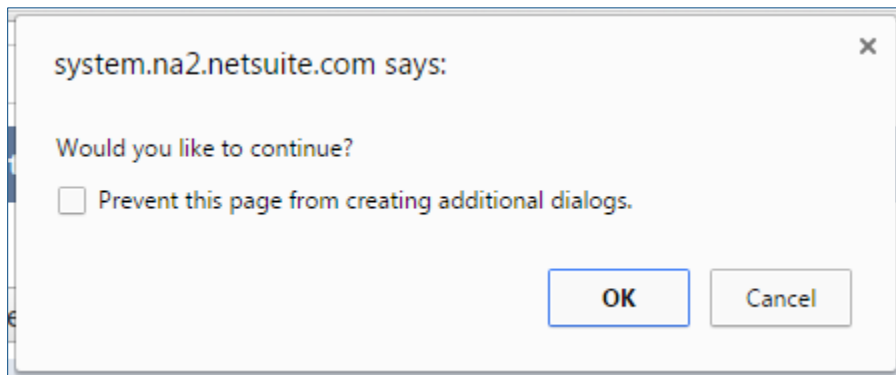 system.na2.netsuite.com says:
Would you like to continue?
Prevent this page from creating additional dialogs.
OK Cancel